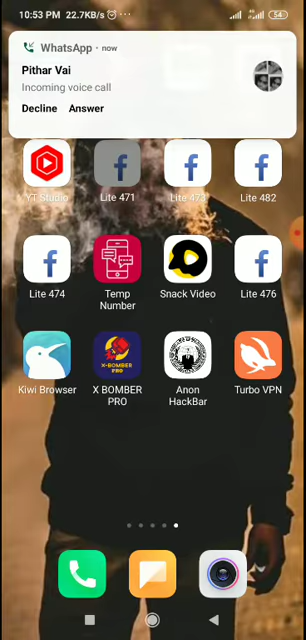 10:53 PM 22.7KB/s ...
54
WhatsApp • now
Pithar Vai
Incoming voice call
Decline Answer
YT Studio Lite 471 Lite 473 Lite 482
Lite 474 Temp Number Snack Video Lite 476
X-BOMBER
PRO
Kiwi Browser X BOMBER PRO Anon HackBar Turbo VPN